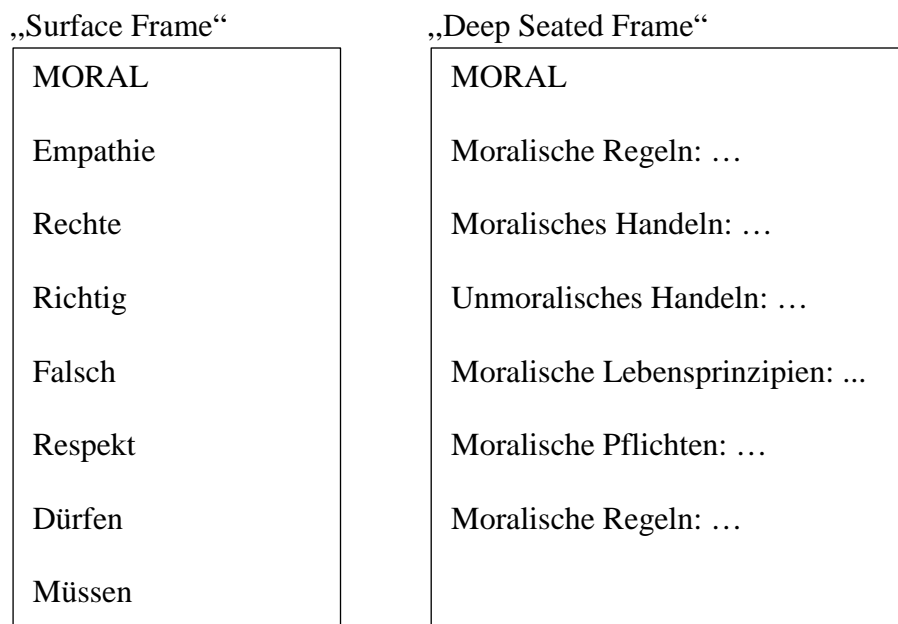 „Surface Frame“
MORAL
Empathie
Rechte
Richtig
Falsch
Respekt
Dürfen
Müssen
„Deep Seated Frame“
MORAL
Moralische Regeln: …
Moralisches Handeln: …
Unmoralisches Handeln: …
Moralische Lebensprinzipien: ...
Moralische Pflichten: …
Moralische Regeln: …